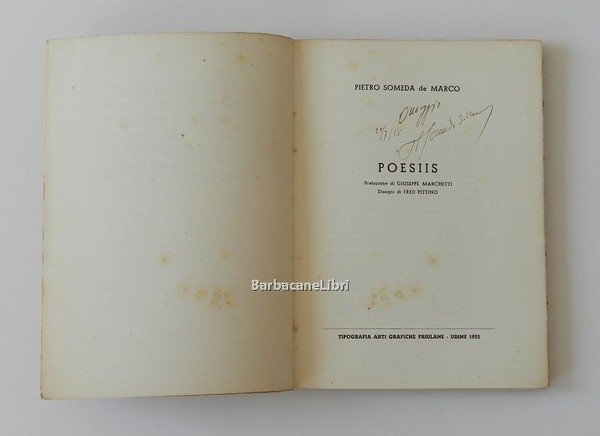 PIETRO SOMEDA de MARCO
Omaggio
POESIIS
Prefazione di GIUSEPPE MARCHETTI
Disegni di FRED PITTINO
BarbacaneLibri
TIPOGRAFIA ARTI GRAFICHE FRIULANE - UDINE 1952